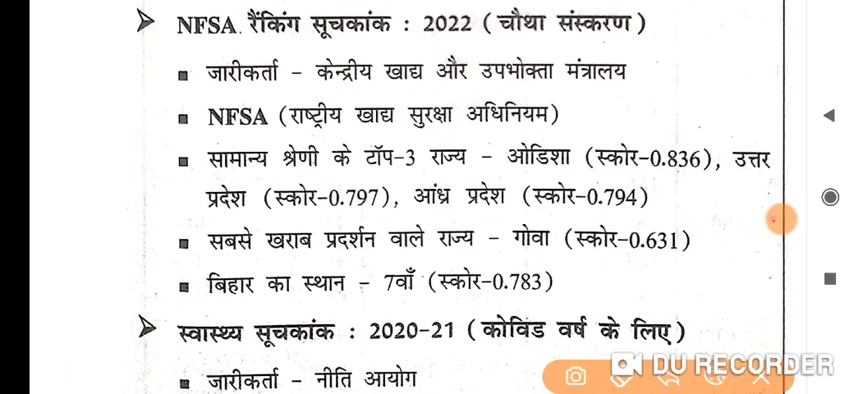 ➤ NFSA रैंकिंग सूचकांक : 2022 (चौथा संस्करण)
▪ जारीकर्ता – केन्द्रीय खाद्य और उपभोक्ता मंत्रालय
▪ NFSA (राष्ट्रीय खाद्य सुरक्षा अधिनियम)
▪ सामान्य श्रेणी के टॉप-3 राज्य – ओडिशा (स्कोर-0.836), उत्तर
प्रदेश (स्कोर-0.797), आंध्र प्रदेश (स्कोर-0.794)
▪ सबसे खराब प्रदर्शन वाले राज्य – गोवा (स्कोर-0.631)
▪ बिहार का स्थान – 7वाँ (स्कोर-0.783)
➤ स्वास्थ्य सूचकांक : 2020-21 (कोविड वर्ष के लिए)
DU RECORDER
▪ जारीकर्ता – नीति आयोग